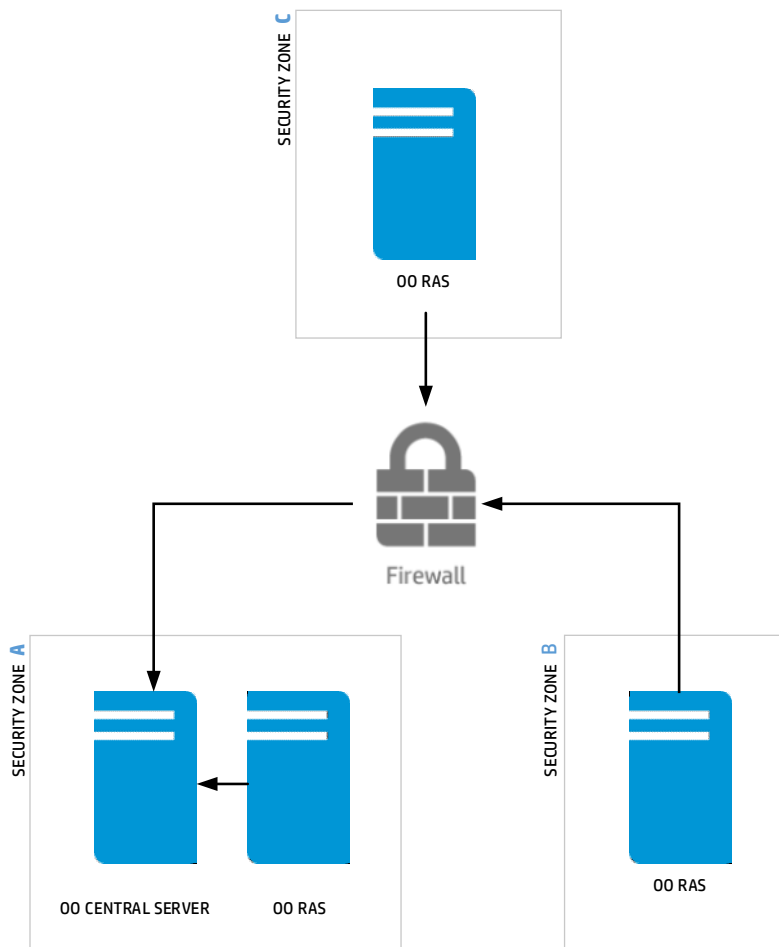 SECURITY ZONE C
OO RAS
Firewall
SECURITY ZONE A
OO CENTRAL SERVER
OO RAS
SECURITY ZONE B
OO RAS